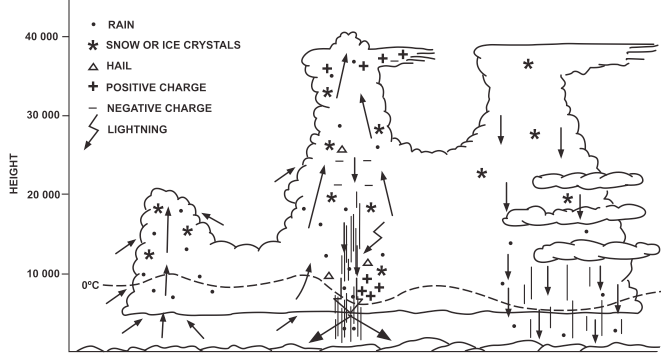 40 000
30 000
20 000
10 000
HEIGHT
0°C
RAIN
SNOW OR ICE CRYSTALS
HAIL
POSITIVE CHARGE
NEGATIVE CHARGE
LIGHTNING